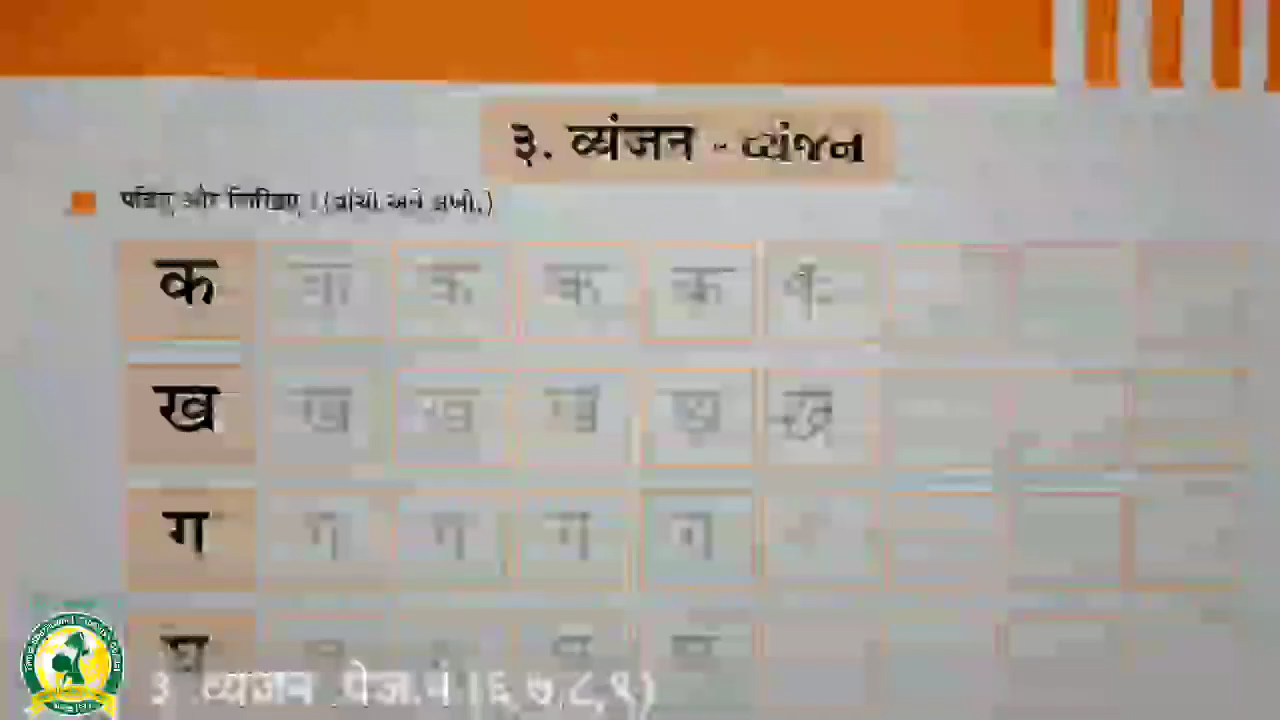 ३. व्यंजन - વ્યંજન
पढिए और लिखिए । (વાંચો અને લખો.)
क क क क क क
ख ख ख ख ख ख
ग ग ग ग ग
घ घ घ
३ व्यंजन पेज.नं (६,७,८,९)